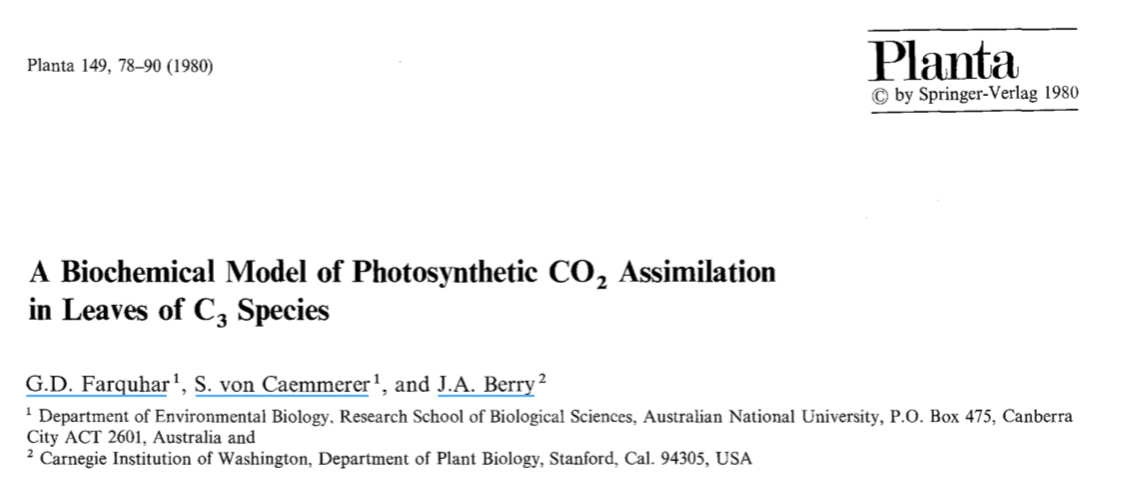 Planta 149, 78–90 (1980)
Planta
© by Springer-Verlag 1980
A Biochemical Model of Photosynthetic CO₂ Assimilation
in Leaves of C₃ Species
G.D. Farquhar¹, S. von Caemmerer¹, and J.A. Berry²
¹ Department of Environmental Biology, Research School of Biological Sciences, Australian National University, P.O. Box 475, Canberra
City ACT 2601, Australia and
² Carnegie Institution of Washington, Department of Plant Biology, Stanford, Cal. 94305, USA